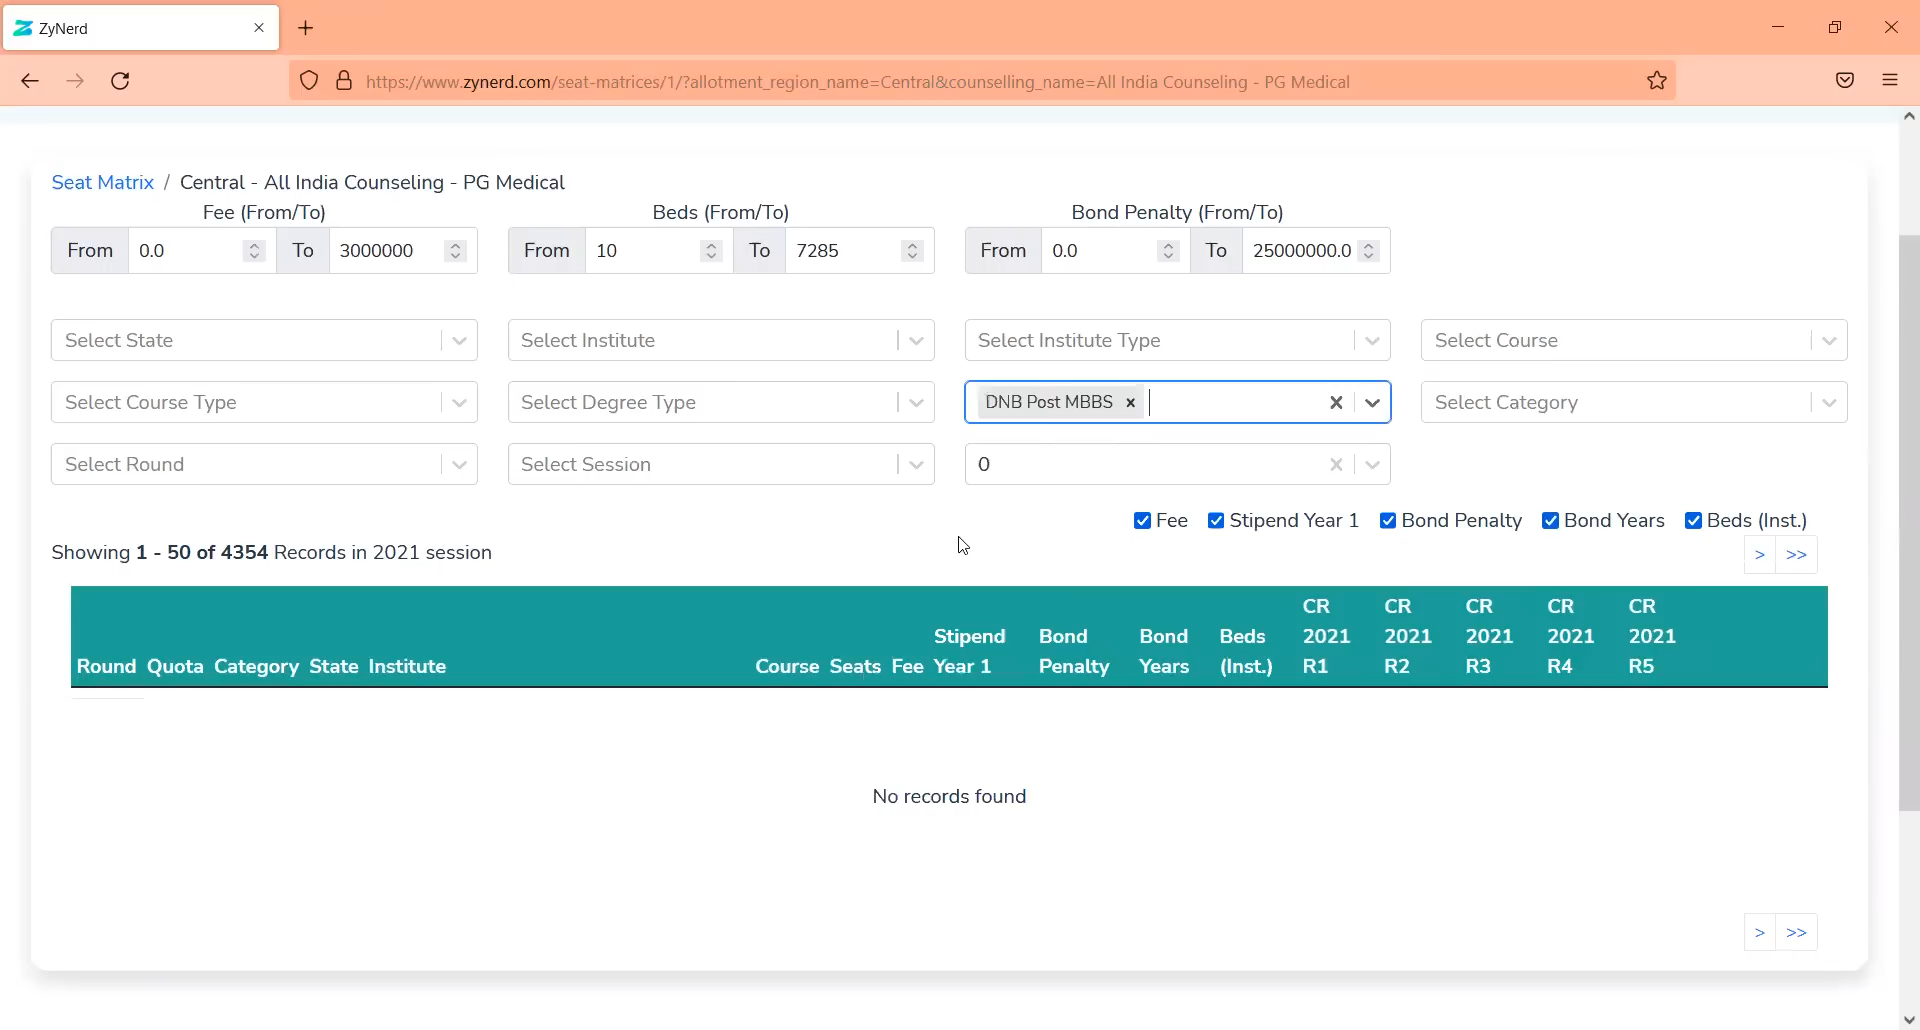 ZyNerd
https://www.zynerd.com/seat-matrices/1/?allotment_region_name=Central&counselling_name=All India Counseling - PG Medical
Seat Matrix / Central - All India Counseling - PG Medical
Fee (From/To) Beds (From/To) Bond Penalty (From/To)
From 0.0 To 3000000 From 10 To 7285 From 0.0 To 25000000.0
Select State Select Institute Select Institute Type Select Course
Select Course Type Select Degree Type DNB Post MBBS Select Category
Select Round Select Session 0
Fee Stipend Year 1 Bond Penalty Bond Years Beds (Inst.)
Showing 1 - 50 of 4354 Records in 2021 session > >>
CR CR CR CR CR
Stipend Bond Bond Beds 2021 2021 2021 2021 2021
Round Quota Category State Institute Course Seats Fee Year 1 Penalty Years (Inst.) R1 R2 R3 R4 R5
No records found
> >>